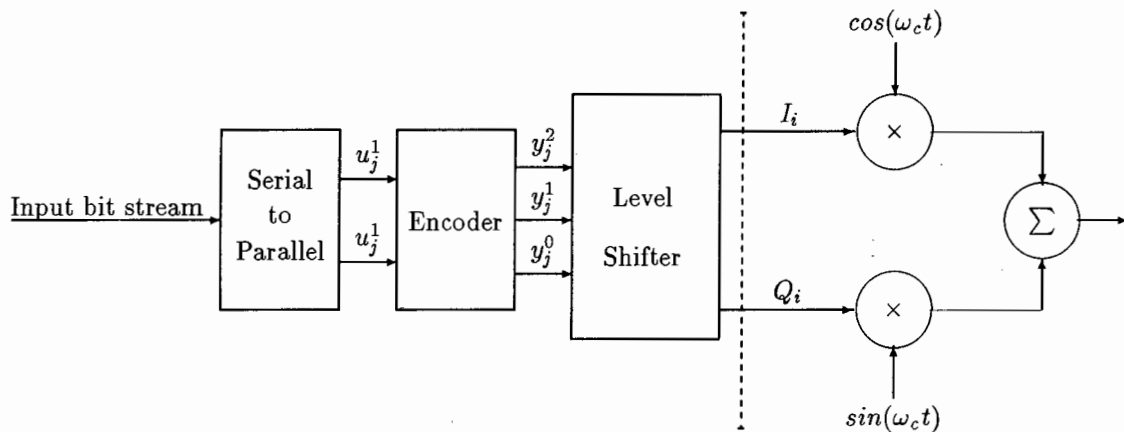 cos(ω_c t)
I_i
×
Serial
to
Parallel
u_j^1
u_j^1
Encoder
y_j^2
y_j^1
y_j^0
Level
Shifter
Input bit stream
Σ
Q_i
×
sin(ω_c t)